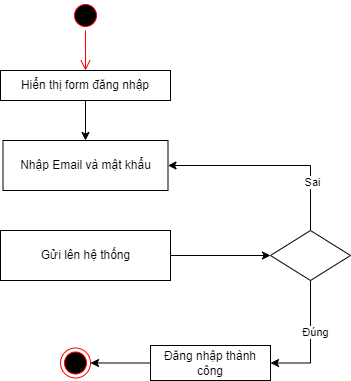 Hiển thị form đăng nhập
Nhập Email và mật khẩu
Sai
Gửi lên hệ thống
Đúng
Đăng nhập thành
công